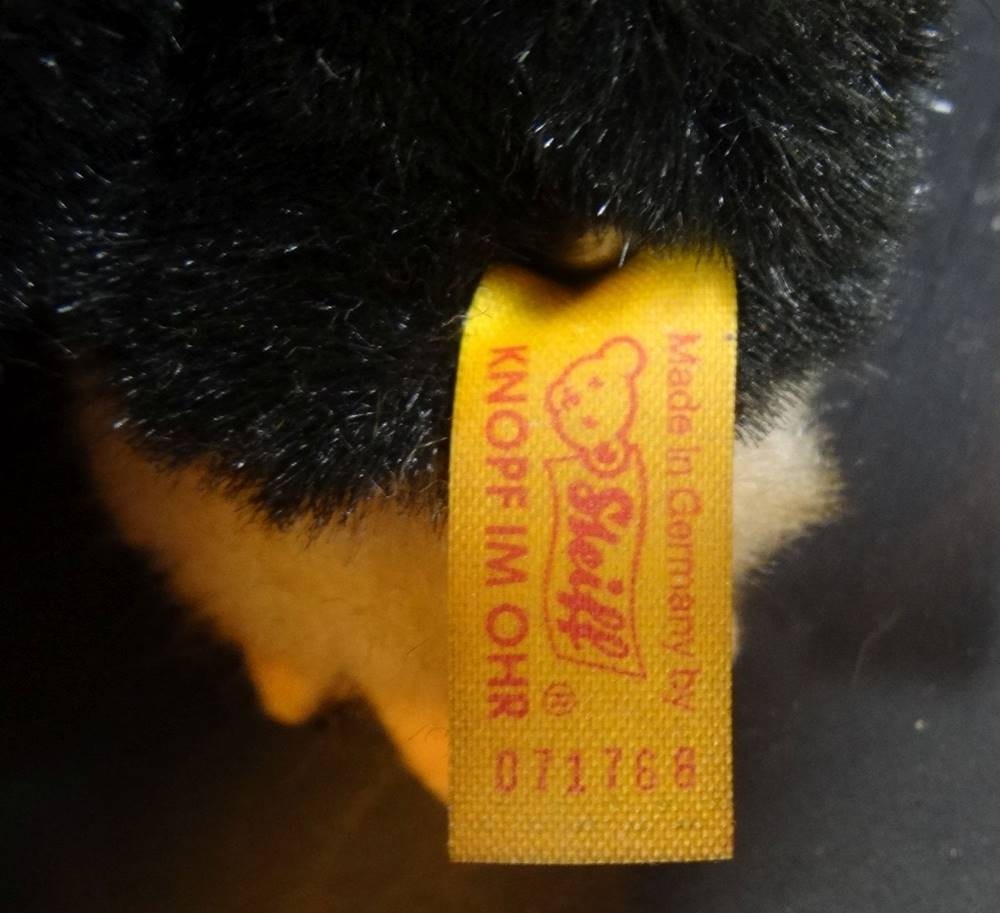 Made in Germany by
Steiff
®
KNOPF IM OHR
071768